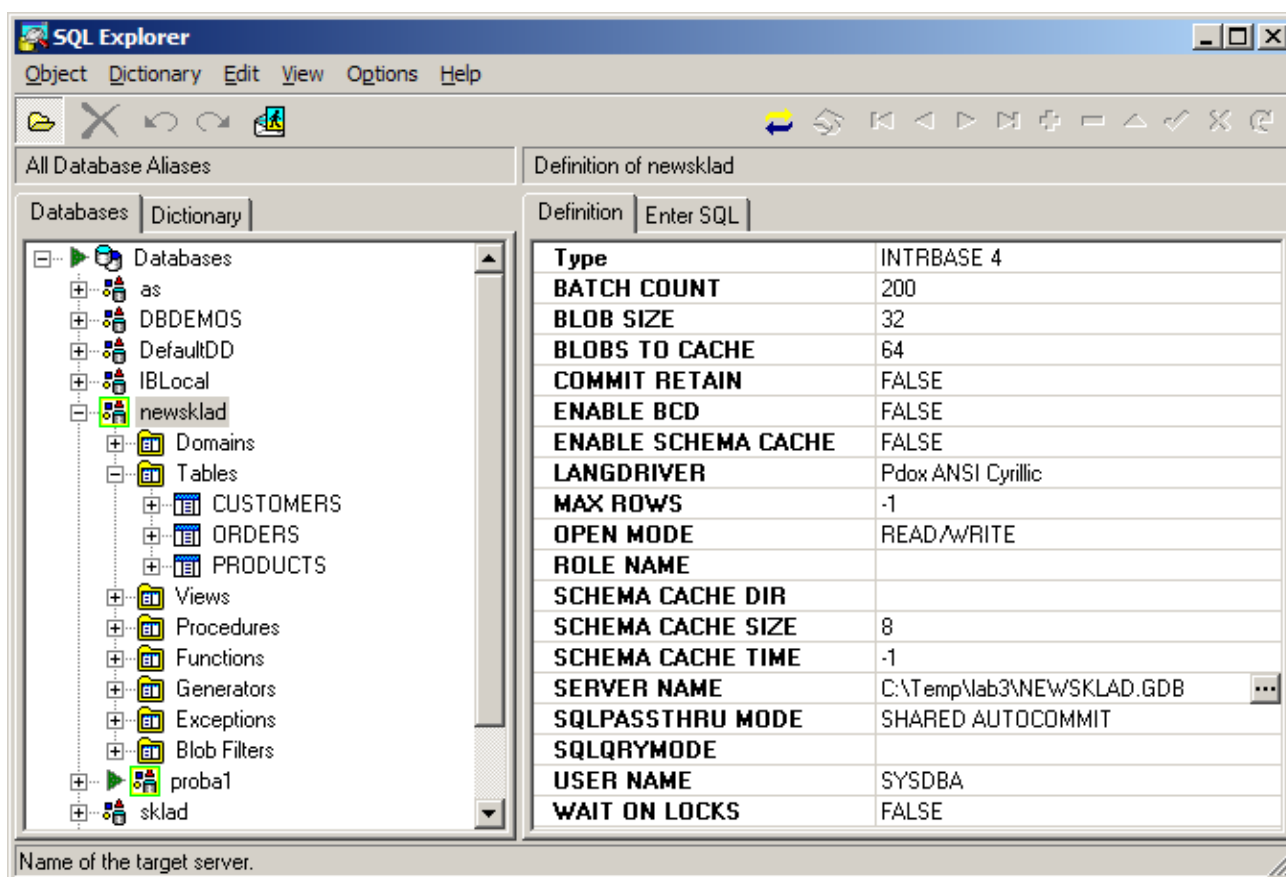 SQL Explorer
Object Dictionary Edit View Options Help
All Database Aliases
Definition of newsklad
Databases Dictionary
Definition Enter SQL
Databases
as
DBDEMOS
DefaultDD
IBLocal
newsklad
Domains
Tables
CUSTOMERS
ORDERS
PRODUCTS
Views
Procedures
Functions
Generators
Exceptions
Blob Filters
proba1
sklad
Type INTRBASE 4
BATCH COUNT 200
BLOB SIZE 32
BLOBS TO CACHE 64
COMMIT RETAIN FALSE
ENABLE BCD FALSE
ENABLE SCHEMA CACHE FALSE
LANGDRIVER Pdox ANSI Cyrillic
MAX ROWS -1
OPEN MODE READ/WRITE
ROLE NAME
SCHEMA CACHE DIR
SCHEMA CACHE SIZE 8
SCHEMA CACHE TIME -1
SERVER NAME C:\Temp\lab3\NEWSKLAD.GDB ...
SQLPASSTHRU MODE SHARED AUTOCOMMIT
SQLQRYMODE
USER NAME SYSDBA
WAIT ON LOCKS FALSE
Name of the target server.